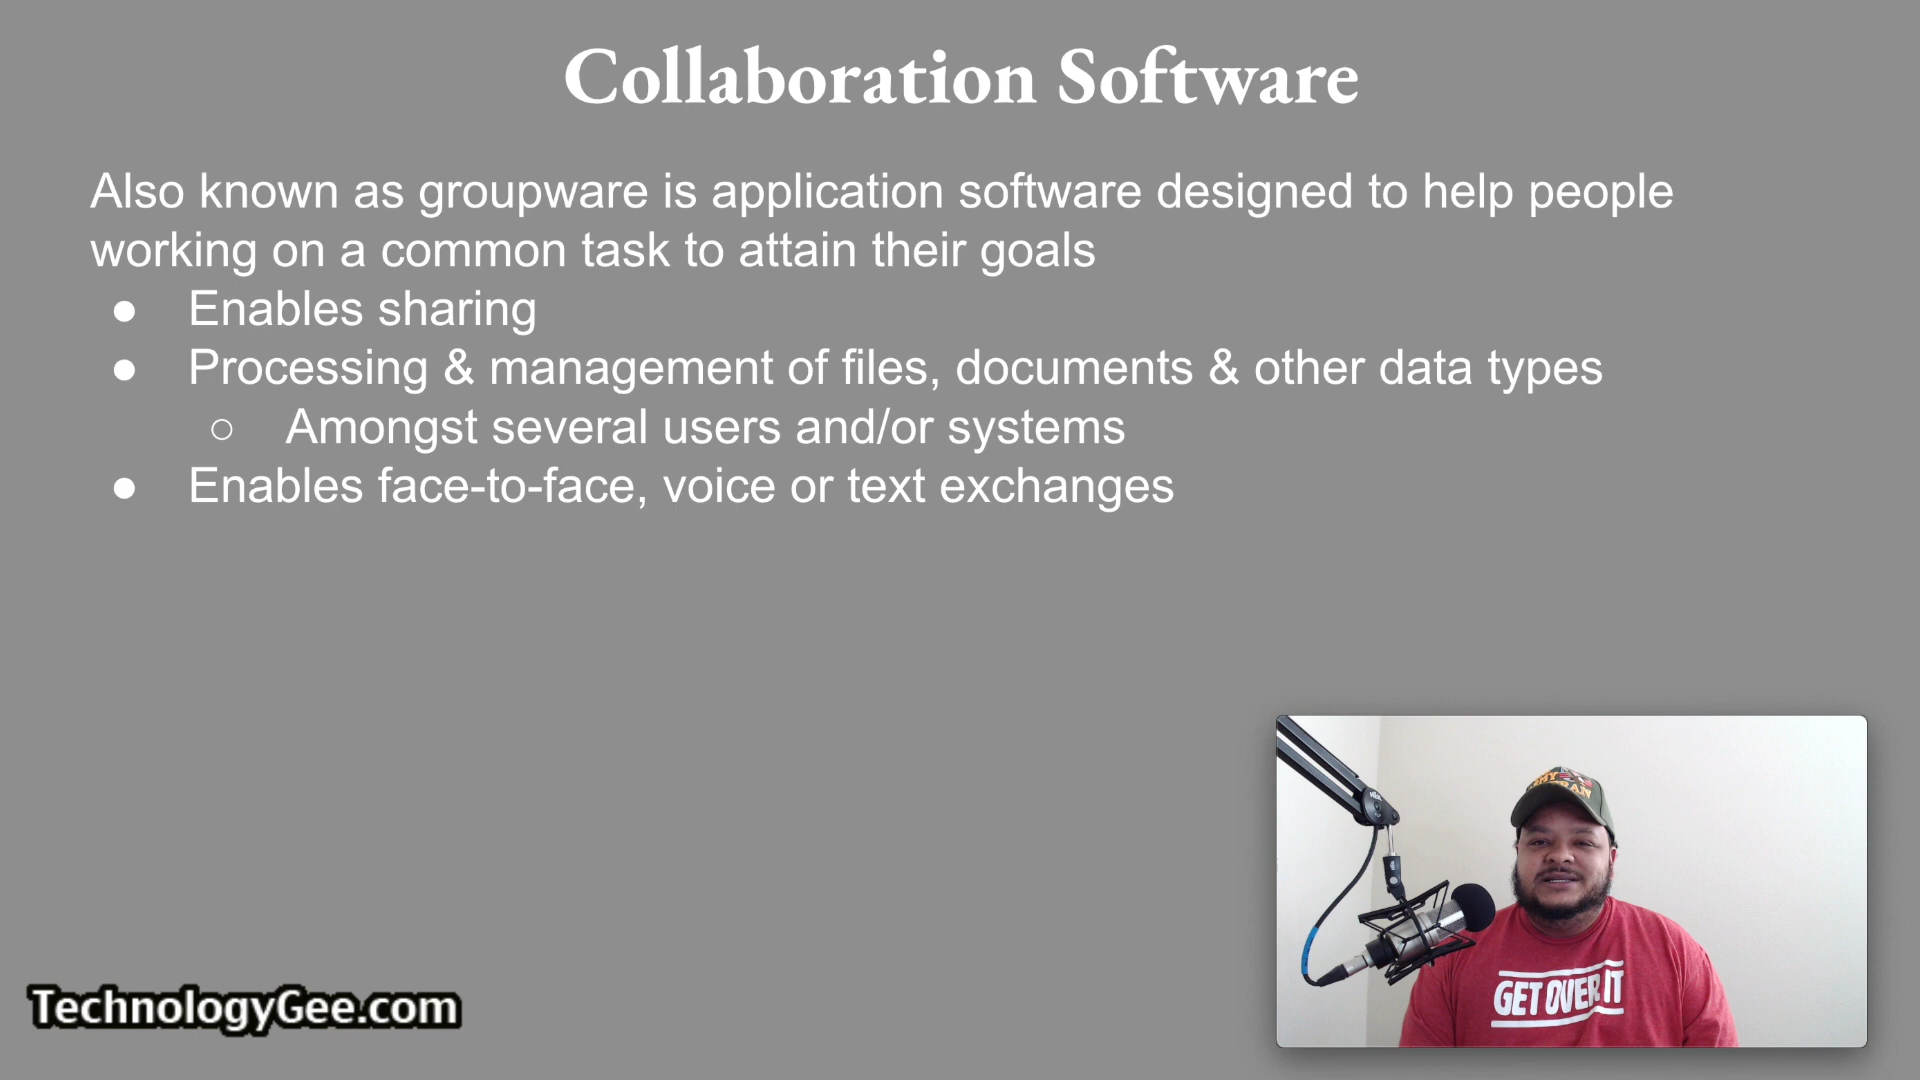 Collaboration Software
Also known as groupware is application software designed to help people
working on a common task to attain their goals
● Enables sharing
● Processing & management of files, documents & other data types
○ Amongst several users and/or systems
● Enables face-to-face, voice or text exchanges
GET OVER IT
TechnologyGee.com